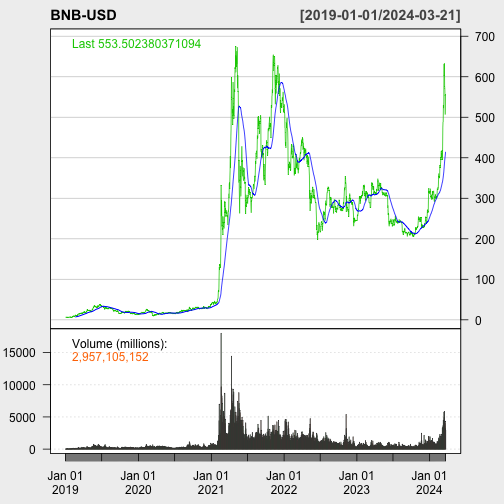 BNB-USD [2019-01-01/2024-03-21]
Last 553.502380371094
700
600
500
400
300
200
100
0
Volume (millions):
2,957,105,152
15000
10000
5000
0
Jan 01 2019
Jan 01 2020
Jan 01 2021
Jan 01 2022
Jan 01 2023
Jan 01 2024